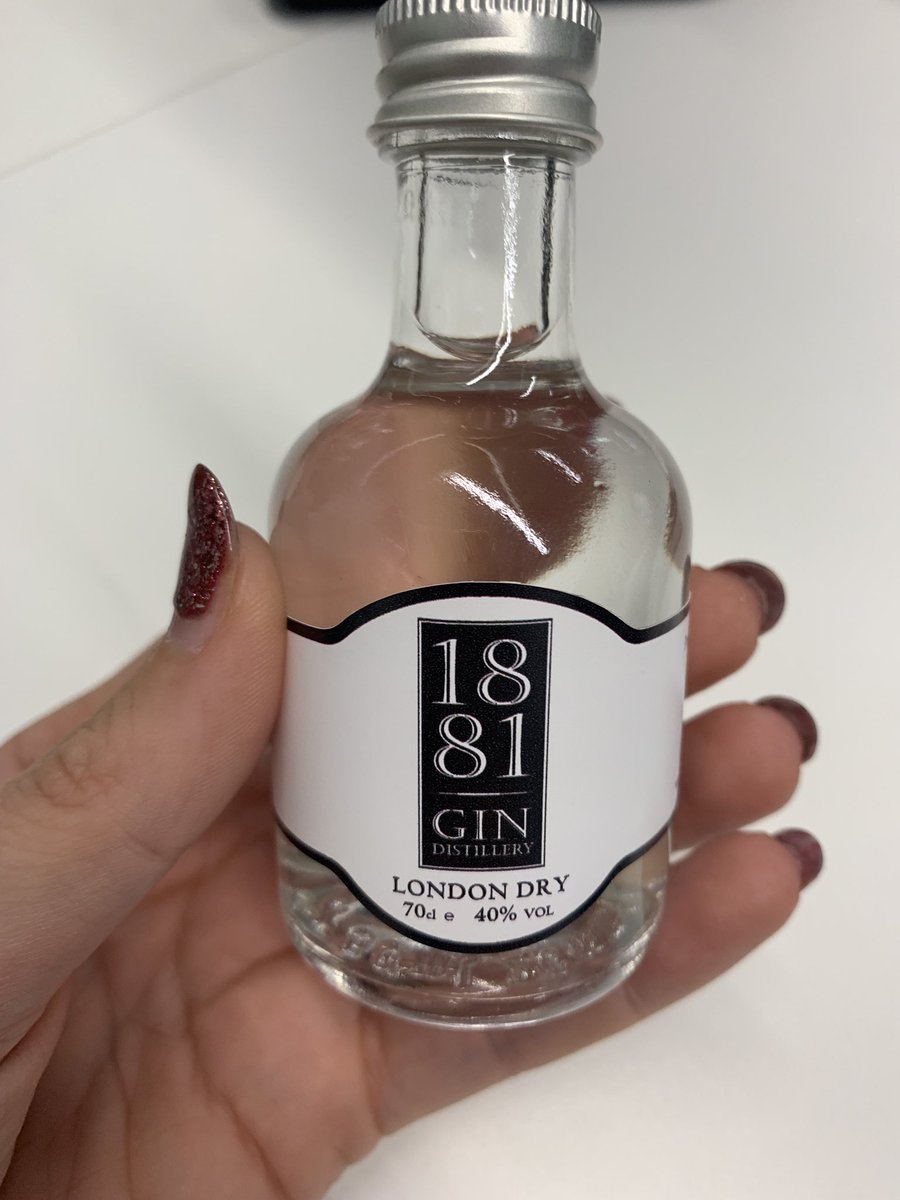 18
81
GIN
DISTILLERY
LONDON DRY
70cl e 40% VOL